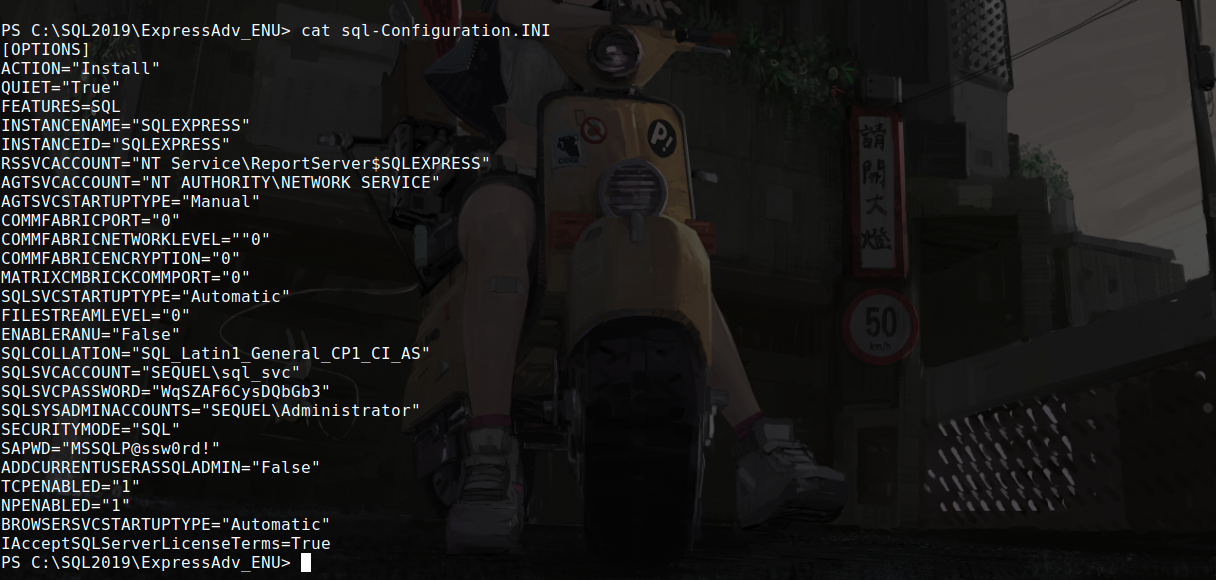 PS C:\SQL2019\ExpressAdv_ENU> cat sql-Configuration.INI
[OPTIONS]
ACTION="Install"
QUIET="True"
FEATURES=SQL
INSTANCENAME="SQLEXPRESS"
INSTANCEID="SQLEXPRESS"
RSSVCACCOUNT="NT Service\ReportServer$SQLEXPRESS"
AGTSVCACCOUNT="NT AUTHORITY\NETWORK SERVICE"
AGTSVCSTARTUPTYPE="Manual"
COMMFABRICPORT="0"
COMMFABRICNETWORKLEVEL=""0"
COMMFABRICENCRYPTION="0"
MATRIXCMBRICKCOMMPORT="0"
SQLSVCSTARTUPTYPE="Automatic"
FILESTREAMLEVEL="0"
ENABLERANU="False"
SQLCOLLATION="SQL_Latin1_General_CP1_CI_AS"
SQLSVCACCOUNT="SEQUEL\sql_svc"
SQLSVCPASSWORD="WqSZAF6CysDQbGb3"
SQLSYSADMINACCOUNTS="SEQUEL\Administrator"
SECURITYMODE="SQL"
SAPWD="MSSQLP@ssw0rd!"
ADDCURRENTUSERASSQLADMIN="False"
TCPENABLED="1"
NPENABLED="1"
BROWSERSVCSTARTUPTYPE="Automatic"
IAcceptSQLServerLicenseTerms=True
PS C:\SQL2019\ExpressAdv_ENU>
P!
請開大燈
50
km/h